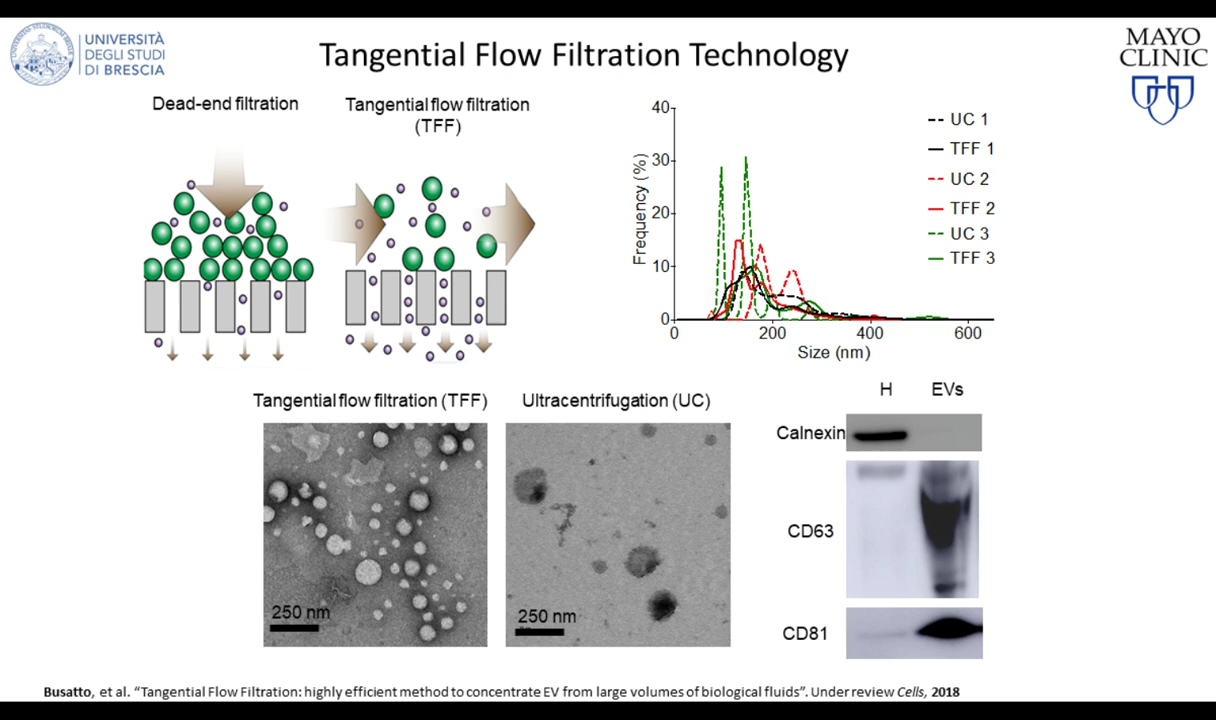 UNIVERSITÀ
DEGLI STUDI
DI BRESCIA
Tangential Flow Filtration Technology
MAYO
CLINIC
Dead-end filtration
Tangential flow filtration
(TFF)
Frequency (%)
40
30
20
10
0
0
200
400
600
Size (nm)
UC 1
TFF 1
UC 2
TFF 2
UC 3
TFF 3
Tangential flow filtration (TFF)
250 nm
Ultracentrifugation (UC)
250 nm
H
EVs
Calnexin
CD63
CD81
Busatto, et al. “Tangential Flow Filtration: highly efficient method to concentrate EV from large volumes of biological fluids”. Under review Cells, 2018